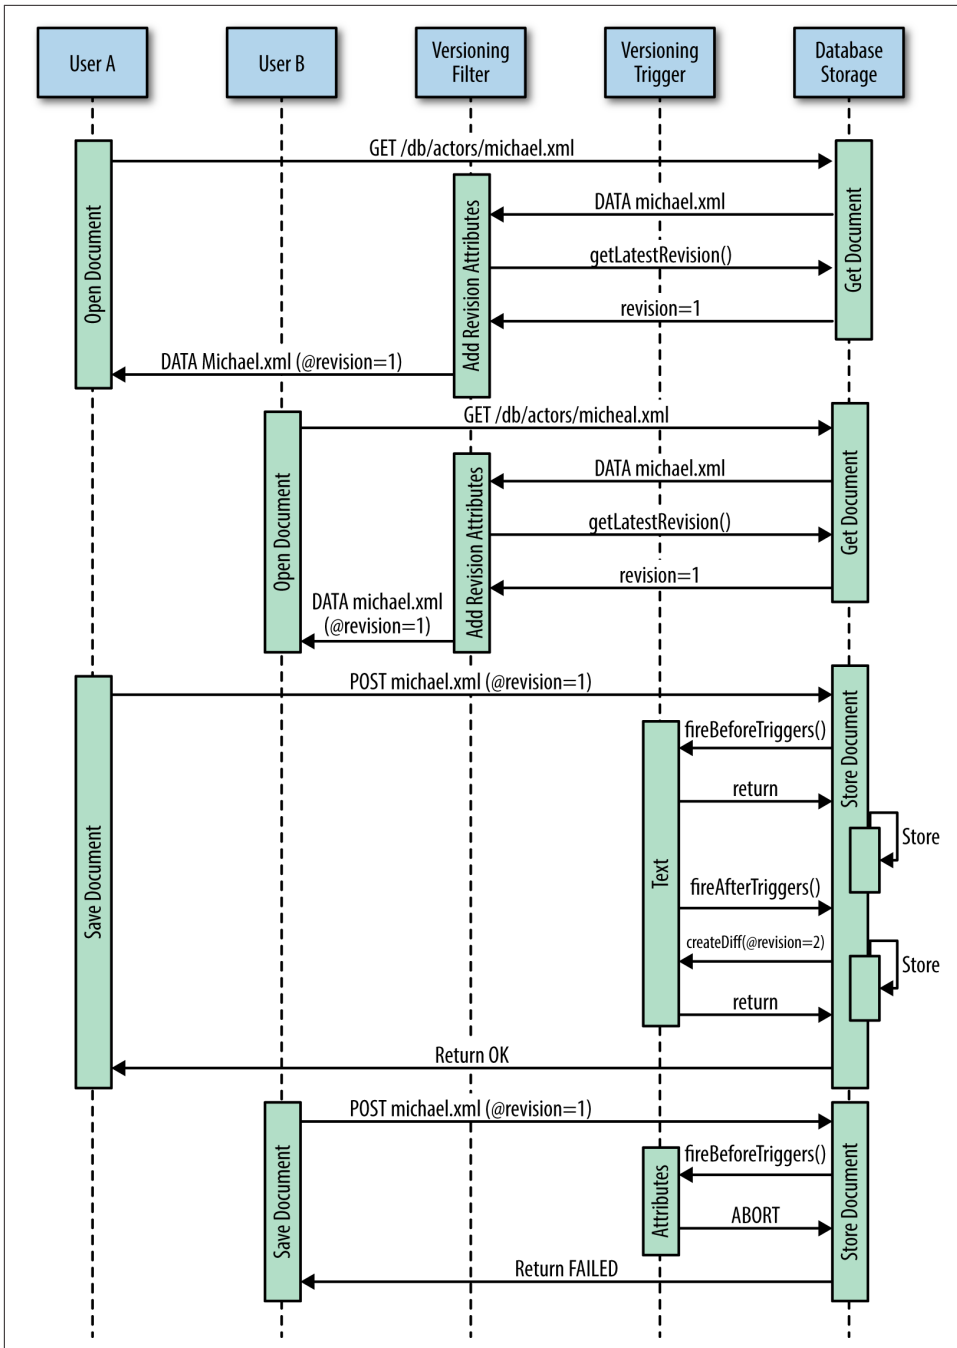 User A
User B
Versioning
Filter
Versioning
Trigger
Database
Storage
GET /db/actors/michael.xml
Open Document
Add Revision Attributes
Get Document
DATA michael.xml
getLatestRevision()
revision=1
DATA Michael.xml (@revision=1)
GET /db/actors/micheal.xml
Open Document
Add Revision Attributes
Get Document
DATA michael.xml
getLatestRevision()
revision=1
DATA michael.xml
(@revision=1)
POST michael.xml (@revision=1)
Save Document
Text
Store Document
fireBeforeTriggers()
return
Store
fireAfterTriggers()
createDiff(@revision=2)
Store
return
Return OK
POST michael.xml (@revision=1)
Save Document
Attributes
Store Document
fireBeforeTriggers()
ABORT
Return FAILED